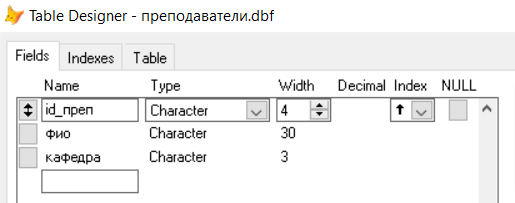 Table Designer - преподаватели.dbf
Fields Indexes Table
Name Type Width Decimal Index NULL
id_преп Character 4
фио Character 30
кафедра Character 3